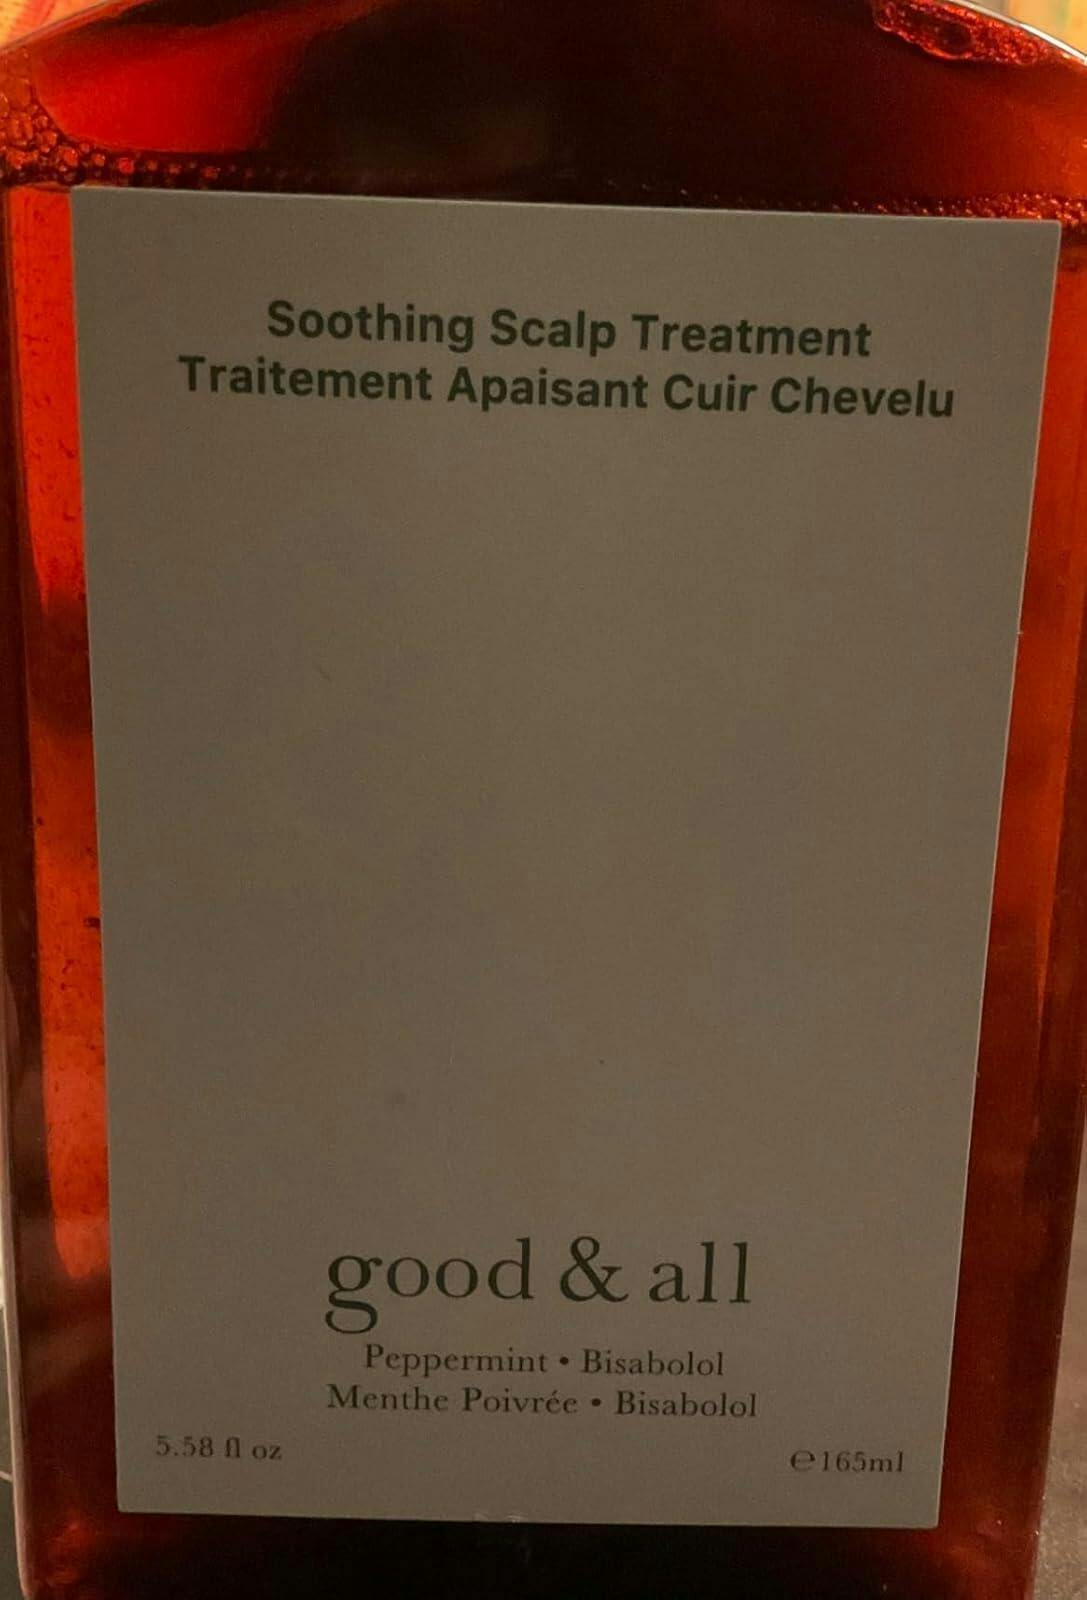 Soothing Scalp Treatment
Traitement Apaisant Cuir Chevelu
good & all
Peppermint • Bisabolol
Menthe Poivrée • Bisabolol
5.58 fl oz
℮165ml